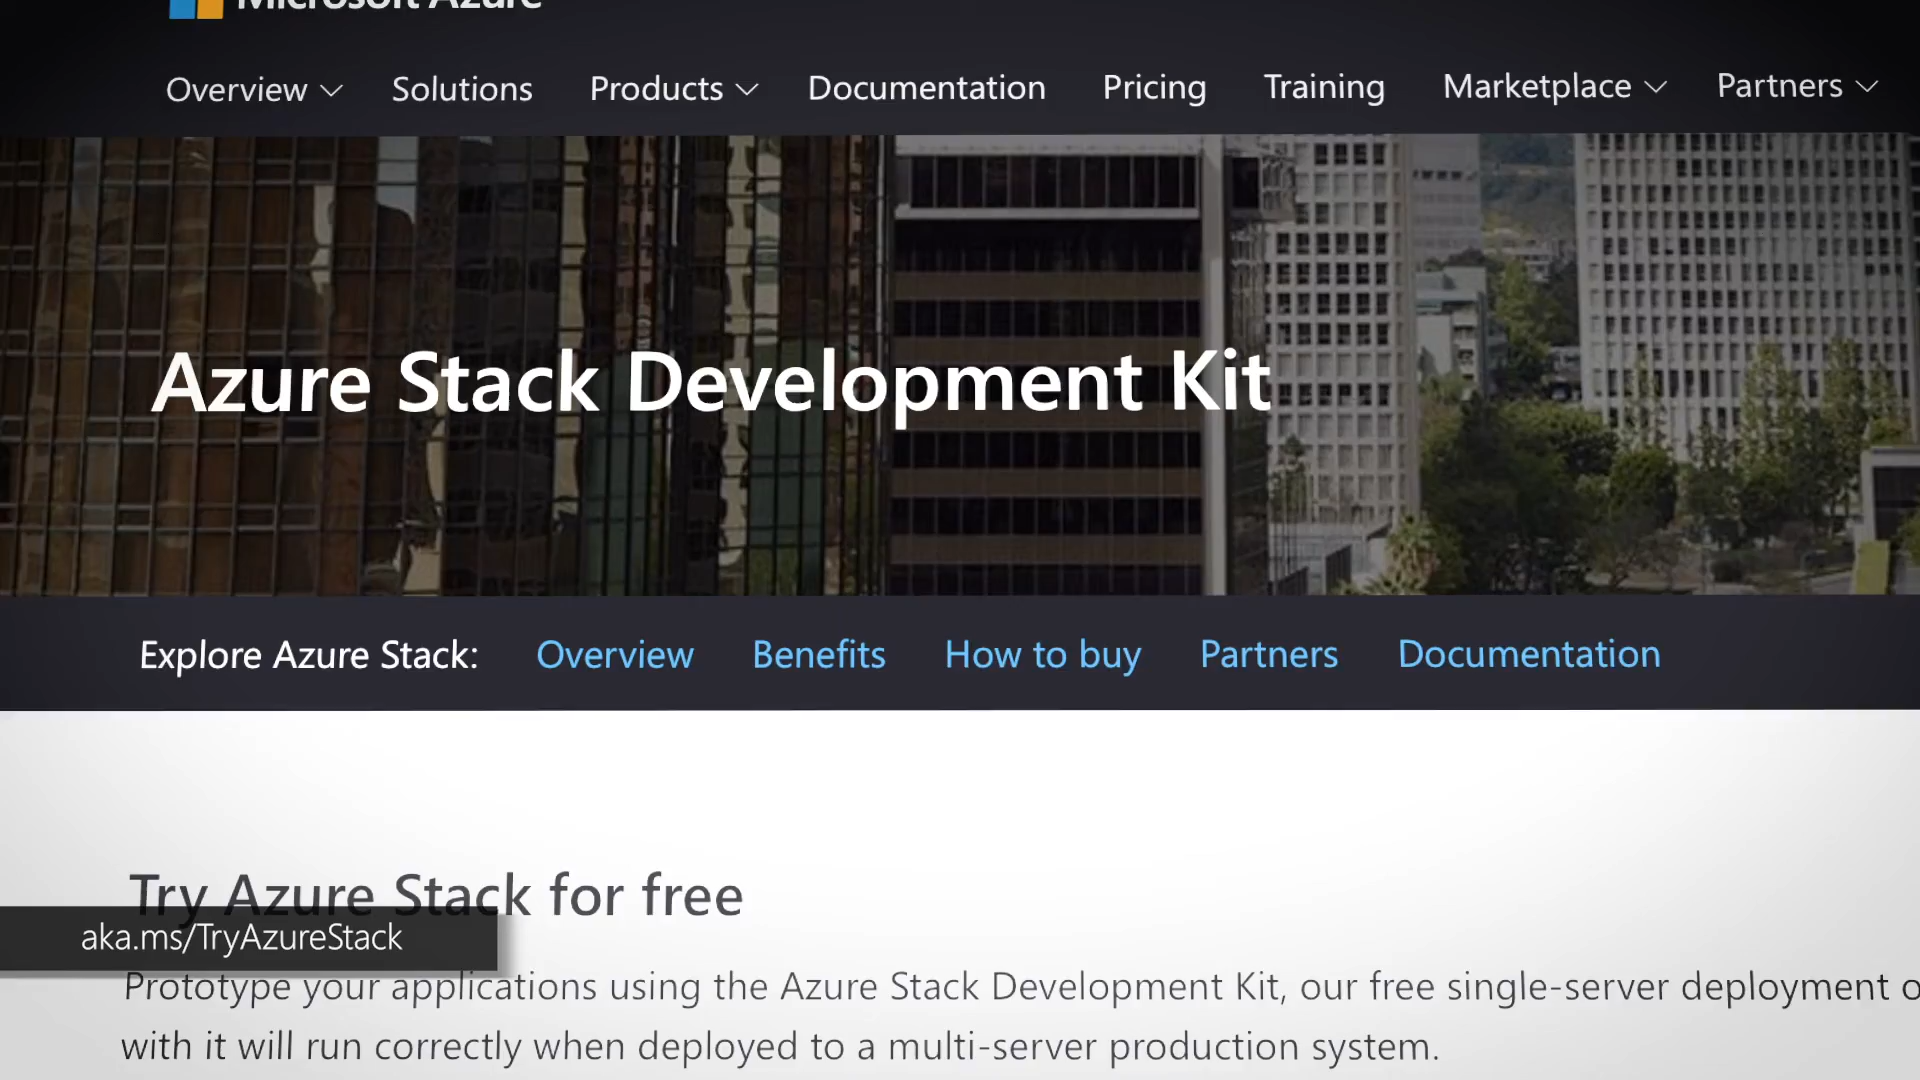 Microsoft Azure
Overview Solutions Products Documentation Pricing Training Marketplace Partners
Azure Stack Development Kit
Explore Azure Stack: Overview Benefits How to buy Partners Documentation
Try Azure Stack for free
aka.ms/TryAzureStack
Prototype your applications using the Azure Stack Development Kit, our free single-server deployment
with it will run correctly when deployed to a multi-server production system.